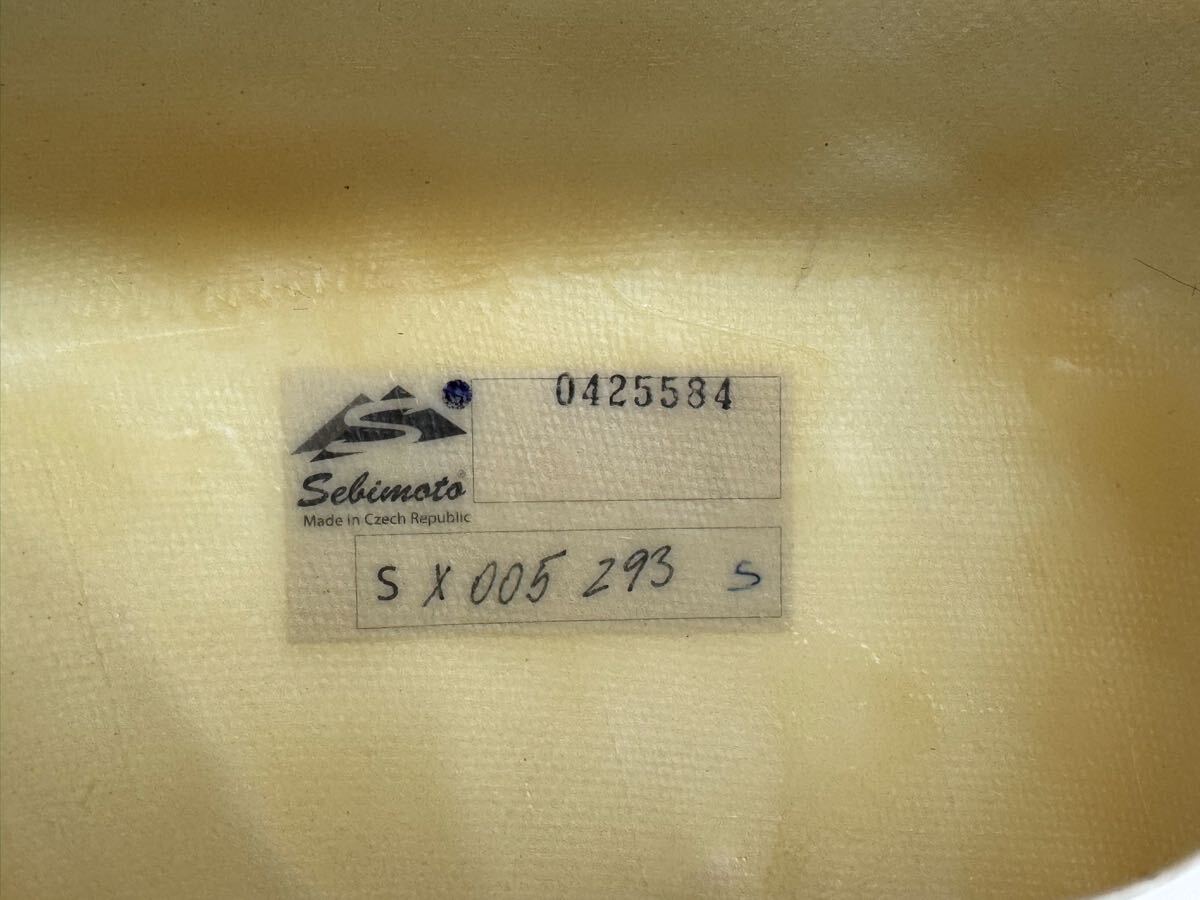 0425584
Sebimoto®
Made in Czech Republic
S X 005 293 S